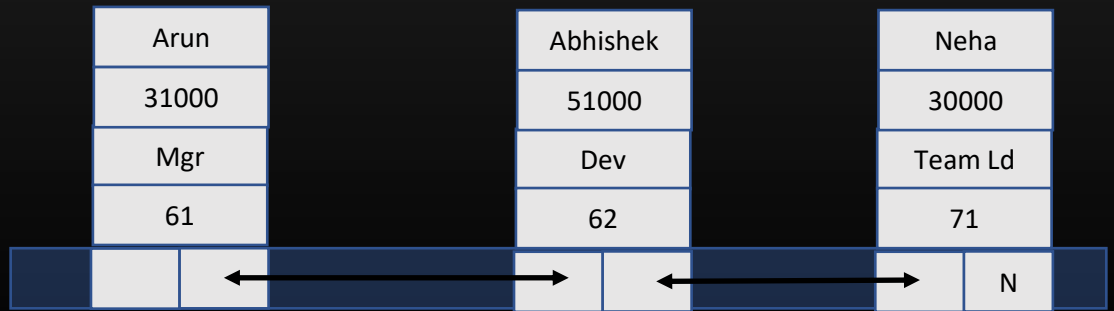 Arun
31000
Mgr
61
Abhishek
51000
Dev
62
Neha
30000
Team Ld
71
N